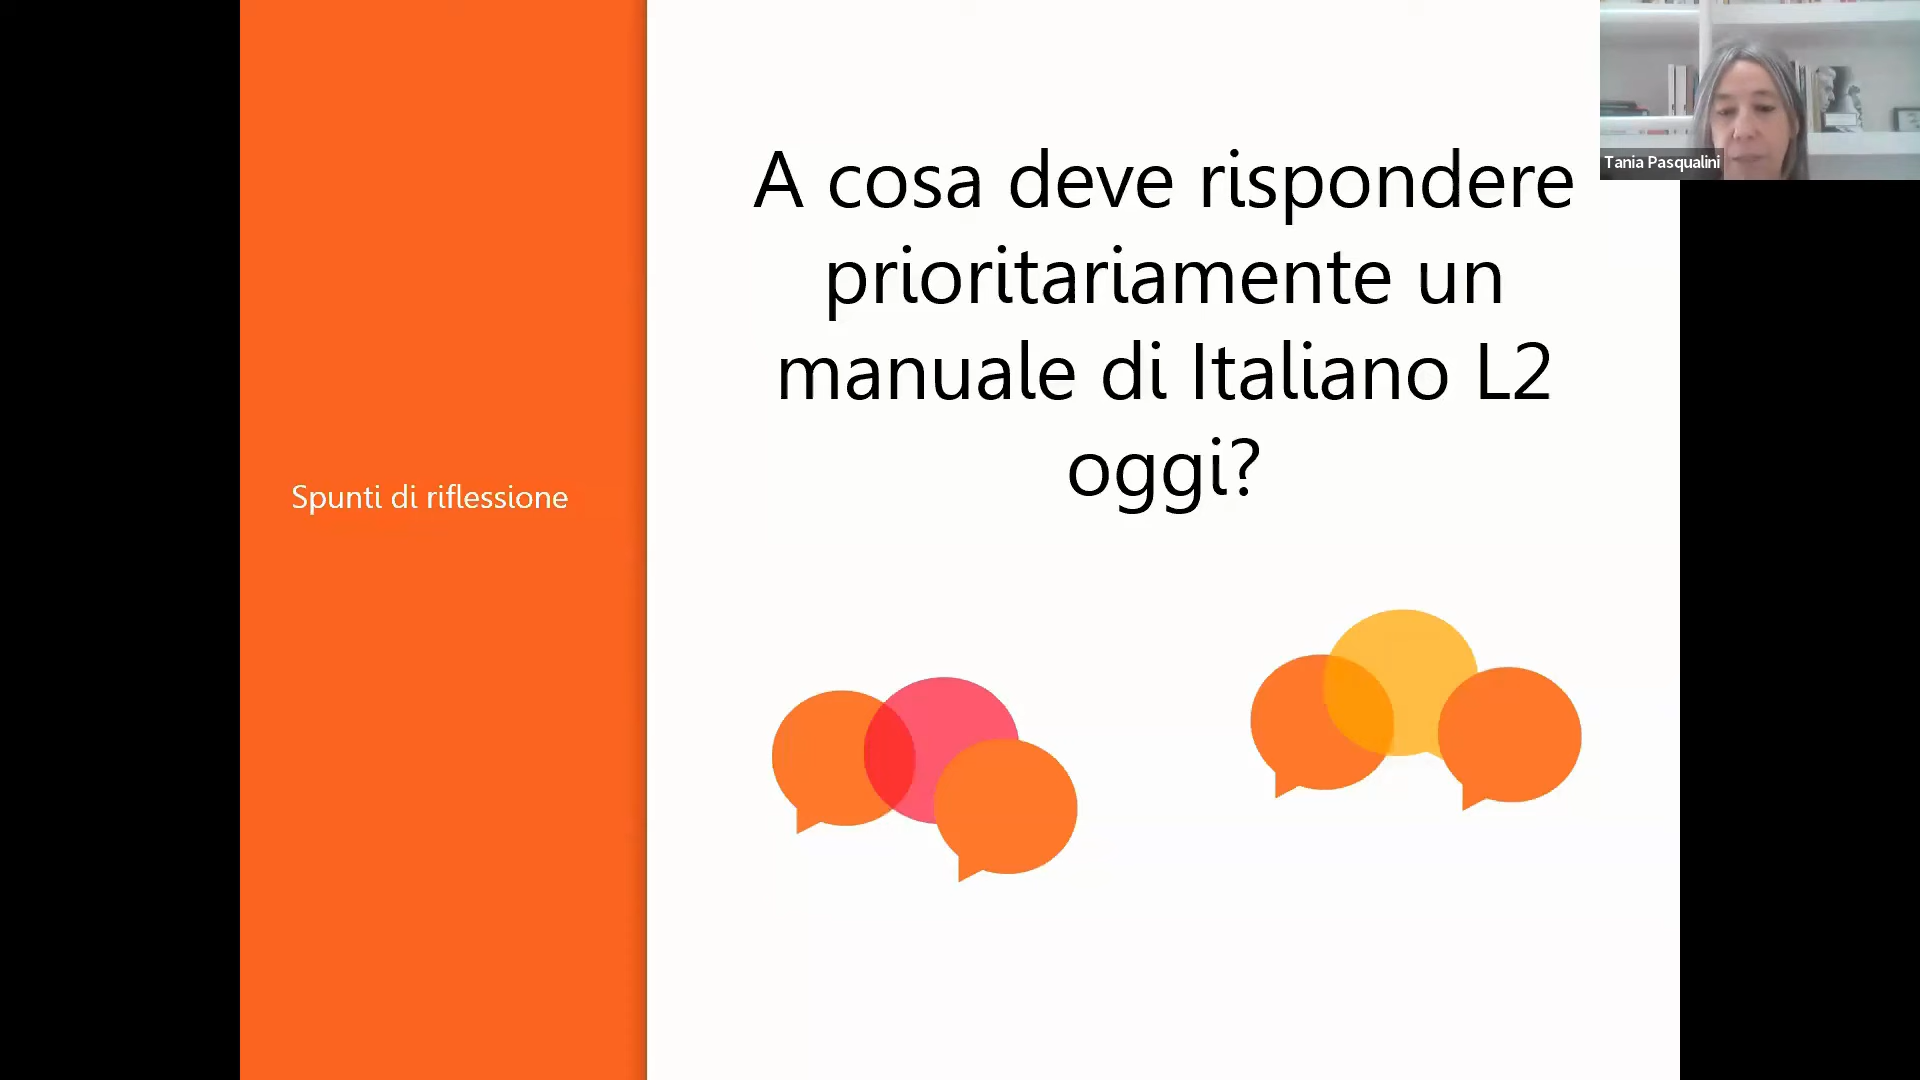 Spunti di riflessione
A cosa deve rispondere
prioritariamente un
manuale di Italiano L2
oggi?
Tania Pasqualini